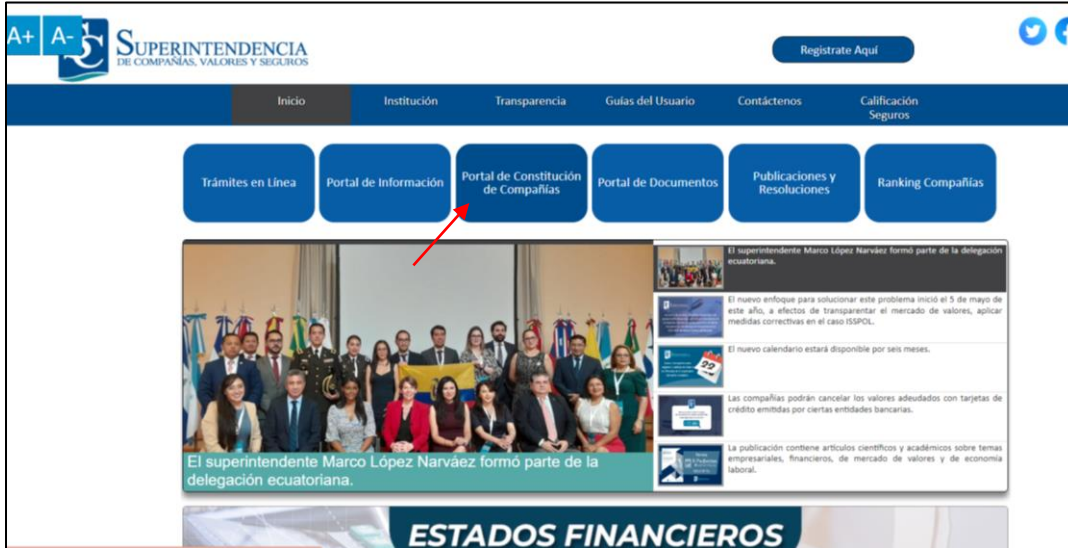 A+ A-
SUPERINTENDENCIA
DE COMPAÑÍAS, VALORES Y SEGUROS
Registrate Aquí
Inicio
Institución
Transparencia
Guías del Usuario
Contáctenos
Calificación
Seguros
Trámites en Línea
Portal de Información
Portal de Constitución
de Compañías
Portal de Documentos
Publicaciones y
Resoluciones
Ranking Compañías
El superintendente Marco López Narváez formó parte de la
delegación ecuatoriana.
El superintendente Marco López Narváez formó parte de la delegación
ecuatoriana.
El nuevo enfoque para solucionar este problema inició el 5 de mayo de
este año, a efectos de transparentar el mercado de valores, aplicar
medidas correctivas en el caso ISSPOL.
El nuevo calendario estará disponible por seis meses.
Las compañías podrán cancelar los valores adeudados con tarjetas de
crédito emitidas por ciertas entidades bancarias.
La publicación contiene artículos científicos y académicos sobre temas
empresariales, financieros, de mercado de valores y de economía
laboral.
ESTADOS FINANCIEROS